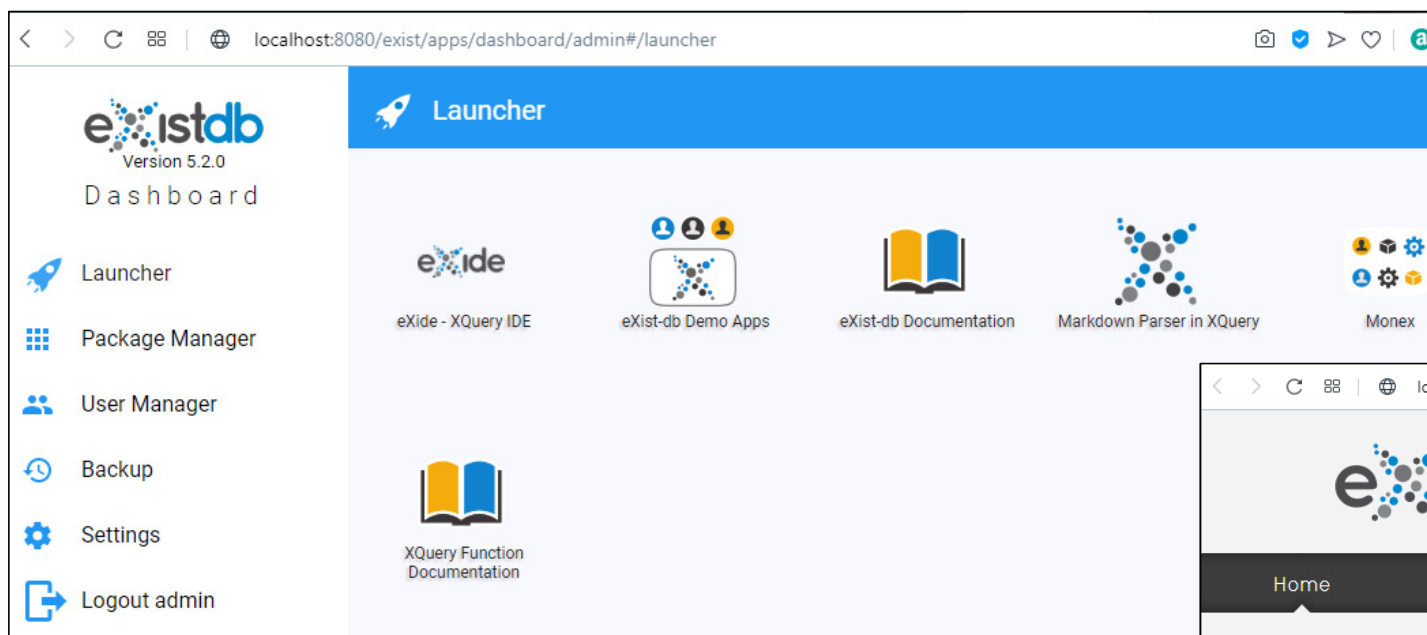 localhost:8080/exist/apps/dashboard/admin#/launcher
eXistdb
Version 5.2.0
Dashboard
Launcher
Package Manager
User Manager
Backup
Settings
Logout admin
Launcher
eXide
eXide - XQuery IDE
eXist-db Demo Apps
eXist-db Documentation
Markdown Parser in XQuery
Monex
XQuery Function
Documentation
eX
Home